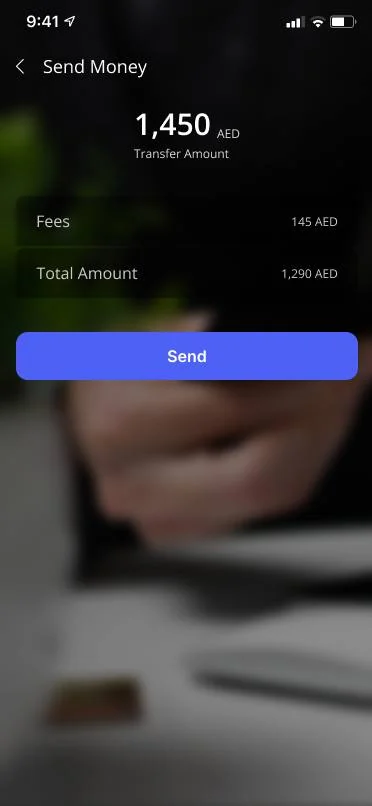 9:41
Send Money
1,450 AED
Transfer Amount
Fees 145 AED
Total Amount 1,290 AED
Send